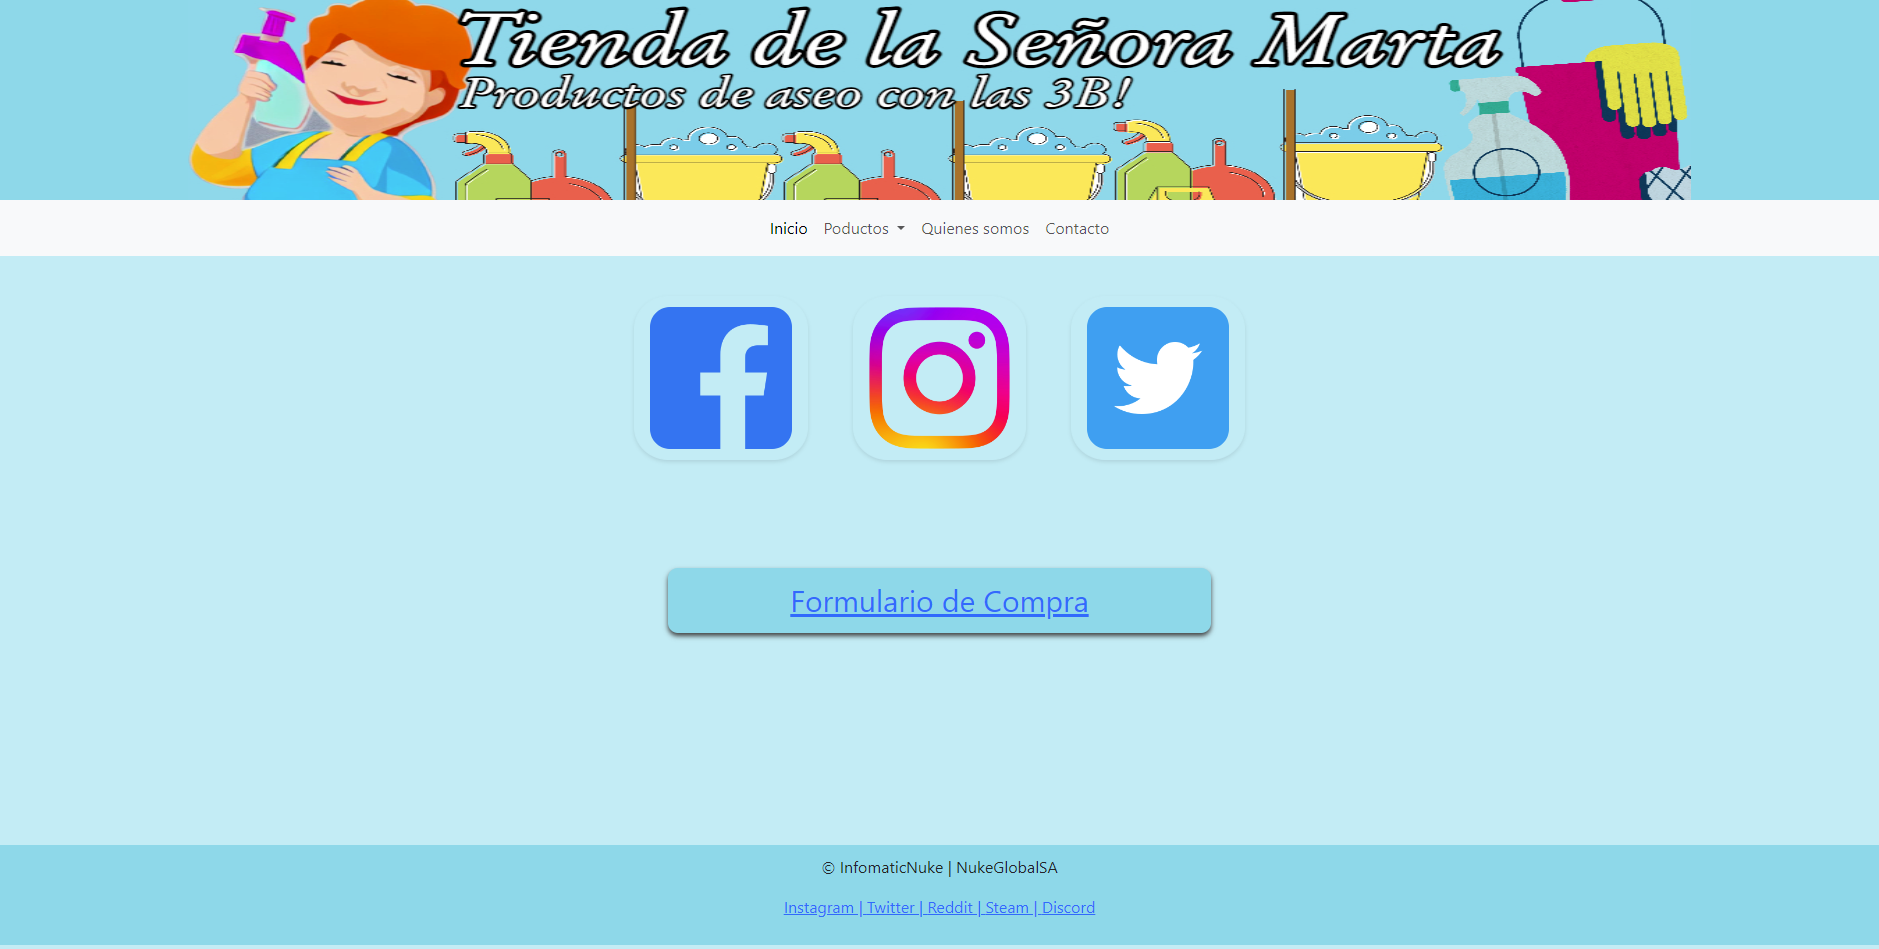 Tienda de la Señora Marta
Productos de aseo con las 3B!
Inicio Poductos Quienes somos Contacto
Formulario de Compra
© InfomaticNuke | NukeGlobalSA
Instagram | Twitter | Reddit | Steam | Discord